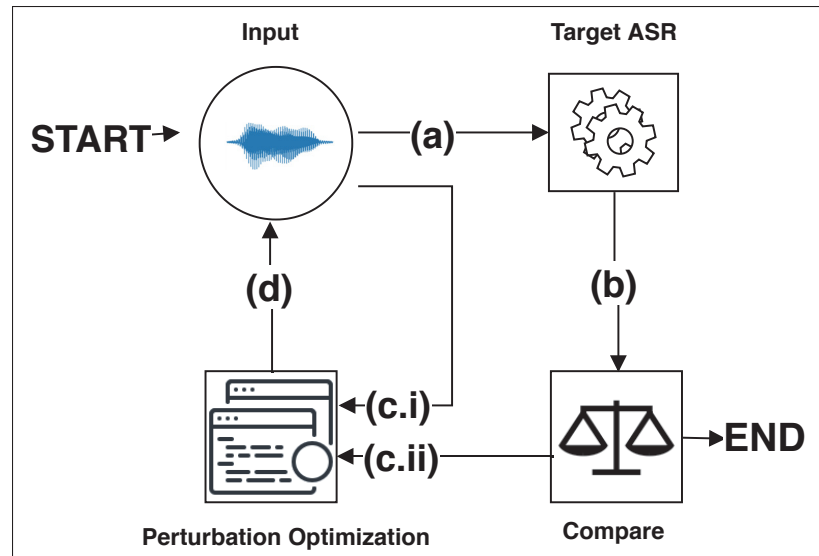 Input
Target ASR
START
(a)
(d)
(b)
(c.i)
(c.ii)
END
Perturbation Optimization
Compare